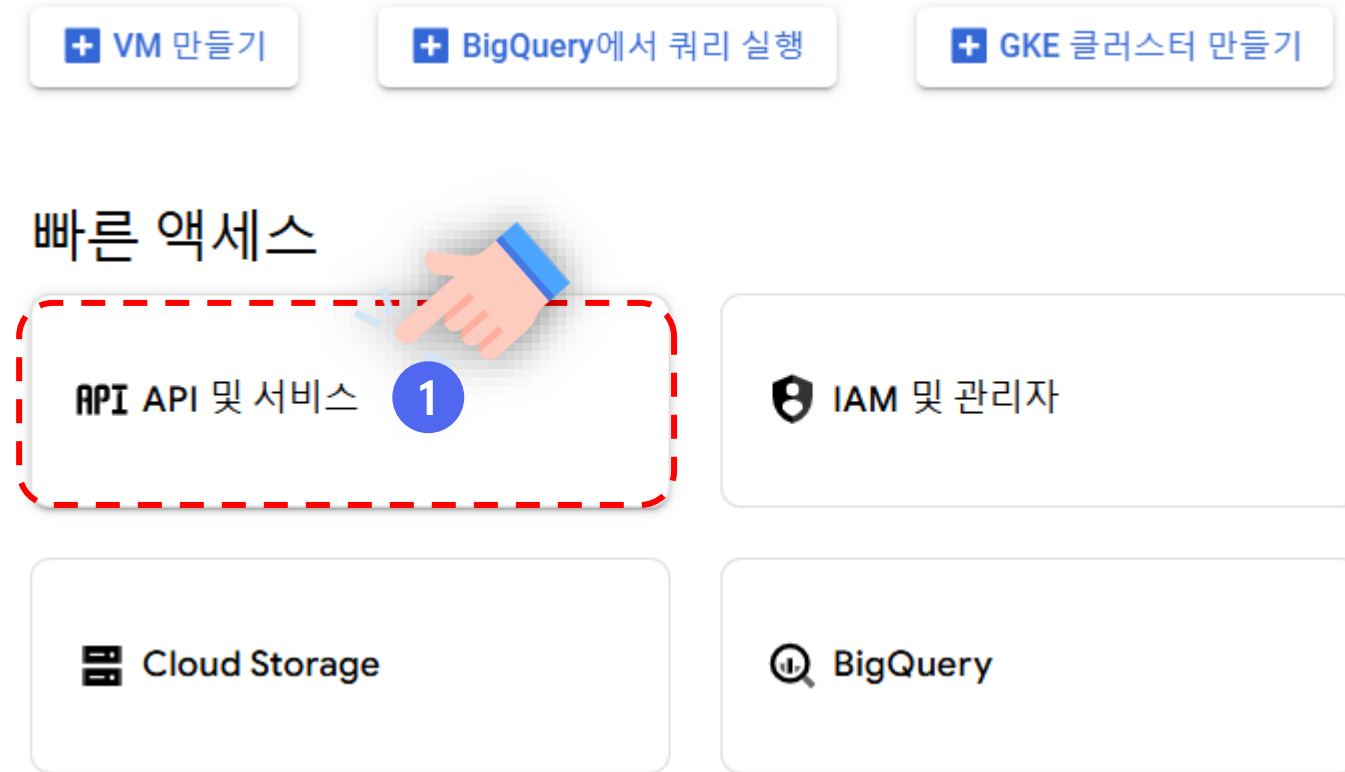 VM 만들기
BigQuery에서 쿼리 실행
GKE 클러스터 만들기
빠른 액세스
API API 및 서비스
1
IAM 및 관리자
Cloud Storage
BigQuery